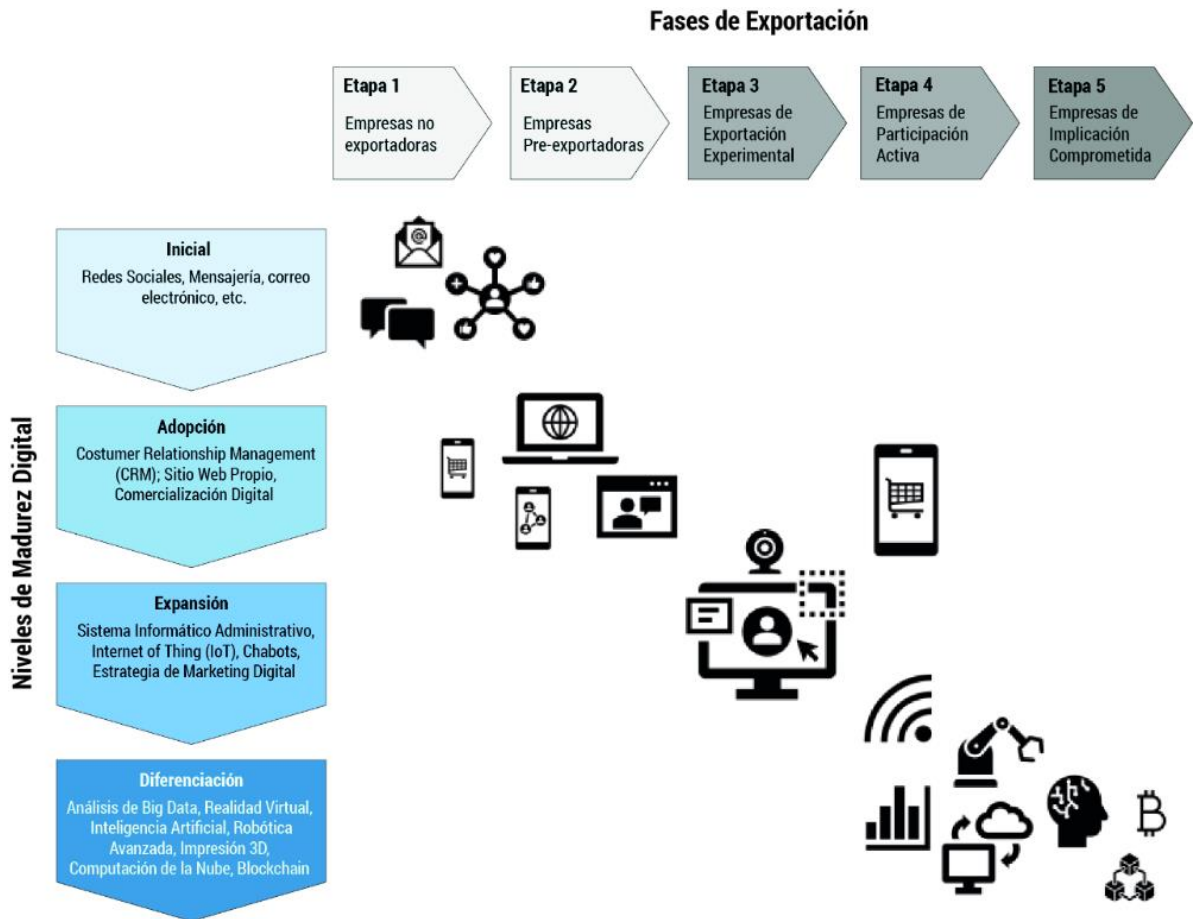 Fases de Exportación
Etapa 1
Empresas no
exportadoras
Etapa 2
Empresas
Pre-exportadoras
Etapa 3
Empresas de
Exportación
Experimental
Etapa 4
Empresas de
Participación
Activa
Etapa 5
Empresas de
Implicación
Comprometida
Niveles de Madurez Digital
Inicial
Redes Sociales, Mensajería, correo
electrónico, etc.
Adopción
Costumer Relationship Management
(CRM); Sitio Web Propio,
Comercialización Digital
Expansión
Sistema Informático Administrativo,
Internet of Thing (IoT), Chabots,
Estrategia de Marketing Digital
Diferenciación
Análisis de Big Data, Realidad Virtual,
Inteligencia Artificial, Robótica
Avanzada, Impresión 3D,
Computación de la Nube, Blockchain